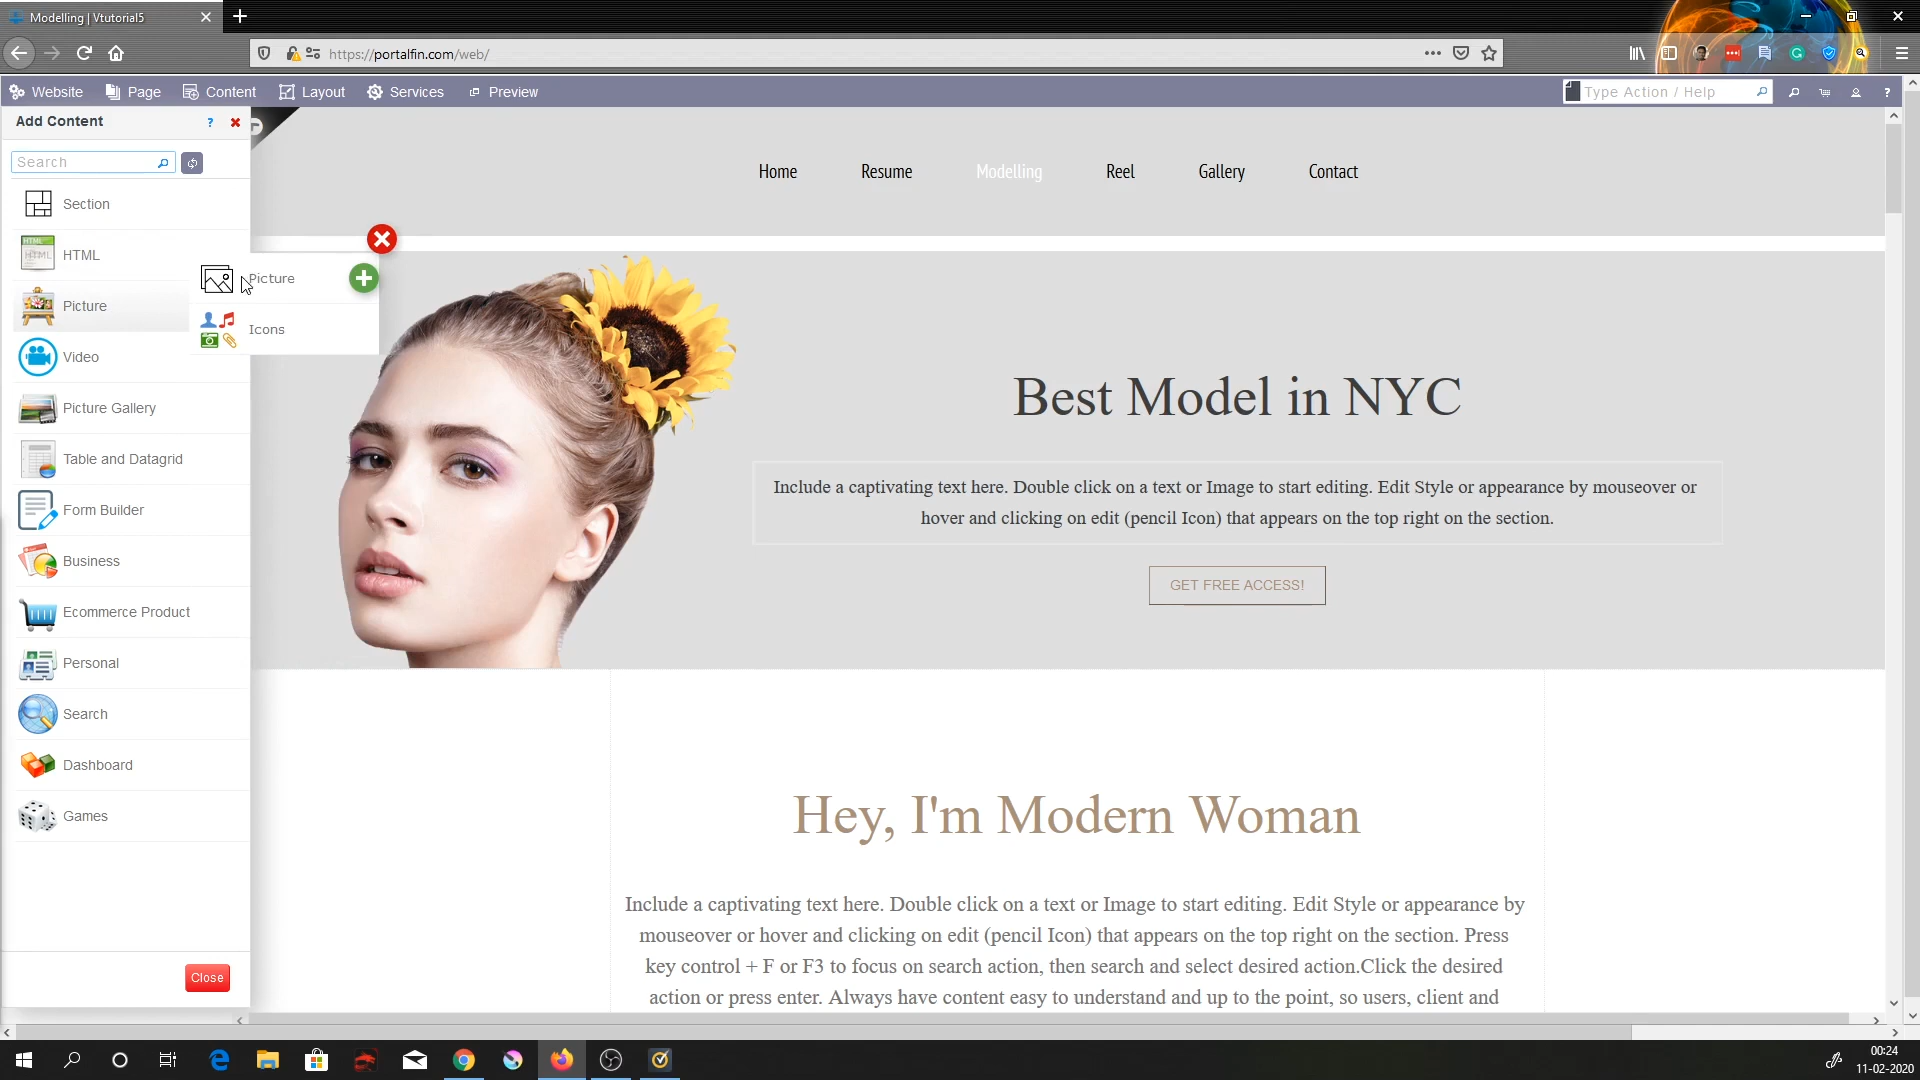 Modelling | Vtutorial5
https://portalfin.com/web/
Website Page Content Layout Services Preview
Type Action / Help
?
Add Content
?
Search
Section
HTML
HTML
HTML
Picture
Video
Picture Gallery
Table and Datagrid
Form Builder
Business
Ecommerce Product
Personal
Search
Dashboard
Games
Close
Picture
Icons
Home Resume Modelling Reel Gallery Contact
Best Model in NYC
Include a captivating text here. Double click on a text or Image to start editing. Edit Style or appearance by mouseover or
hover and clicking on edit (pencil Icon) that appears on the top right on the section.
GET FREE ACCESS!
Hey, I'm Modern Woman
Include a captivating text here. Double click on a text or Image to start editing. Edit Style or appearance by
mouseover or hover and clicking on edit (pencil Icon) that appears on the top right on the section. Press
key control + F or F3 to focus on search action, then search and select desired action.Click the desired
action or press enter. Always have content easy to understand and up to the point, so users, client and
00:24
11-02-2020